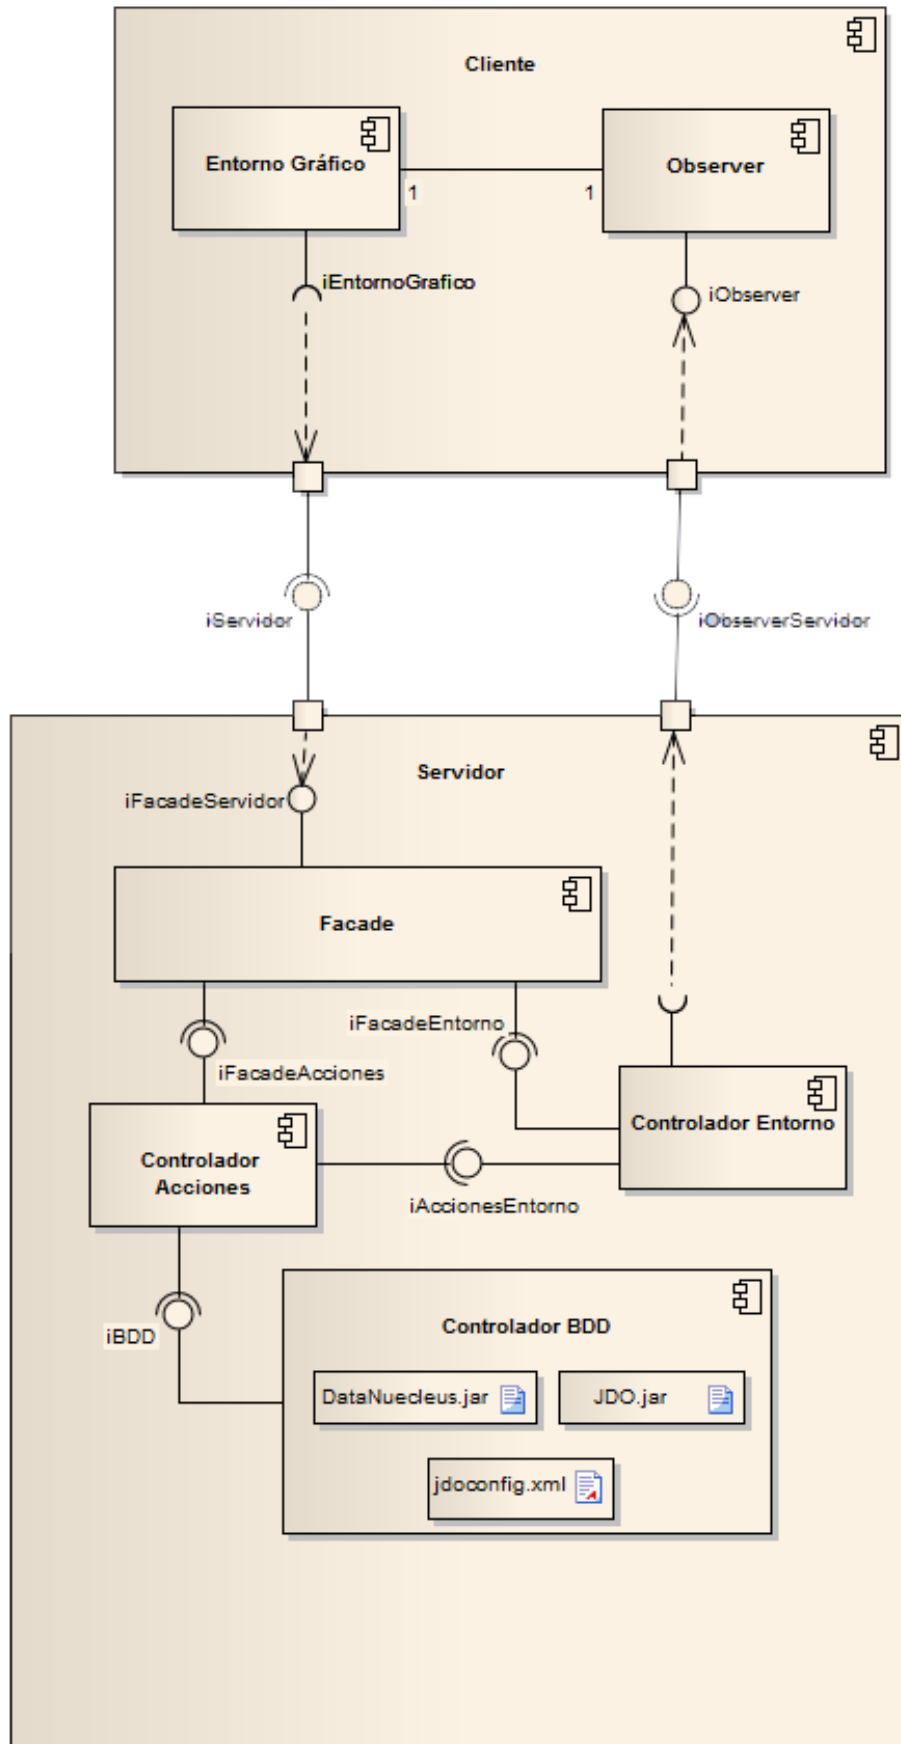 Cliente
Entorno Gráfico
Observer
1
1
iEntornoGrafico
iObserver
iServidor
iObserverServidor
Servidor
iFacadeServidor
Facade
iFacadeEntorno
iFacadeAcciones
Controlador Entorno
Controlador
Acciones
iAccionesEntorno
iBDD
Controlador BDD
DataNuecleus.jar
JDO.jar
jdoconfig.xml